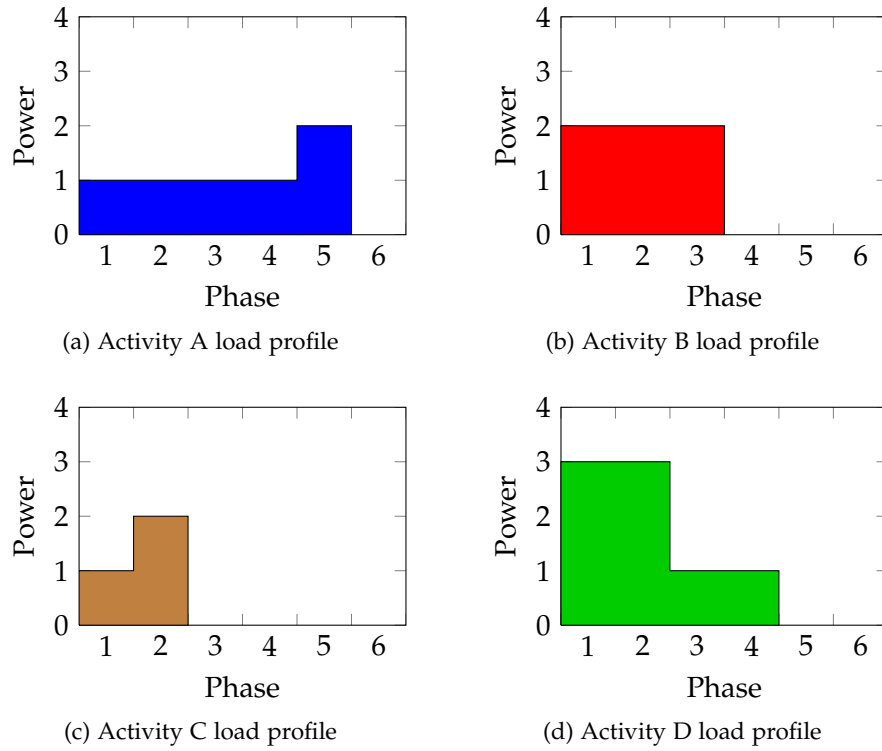 4
3
2
1
0
Power
1 2 3 4 5 6
Phase
(a) Activity A load profile
4
3
2
1
0
Power
1 2 3 4 5 6
Phase
(b) Activity B load profile
4
3
2
1
0
Power
1 2 3 4 5 6
Phase
(c) Activity C load profile
4
3
2
1
0
Power
1 2 3 4 5 6
Phase
(d) Activity D load profile